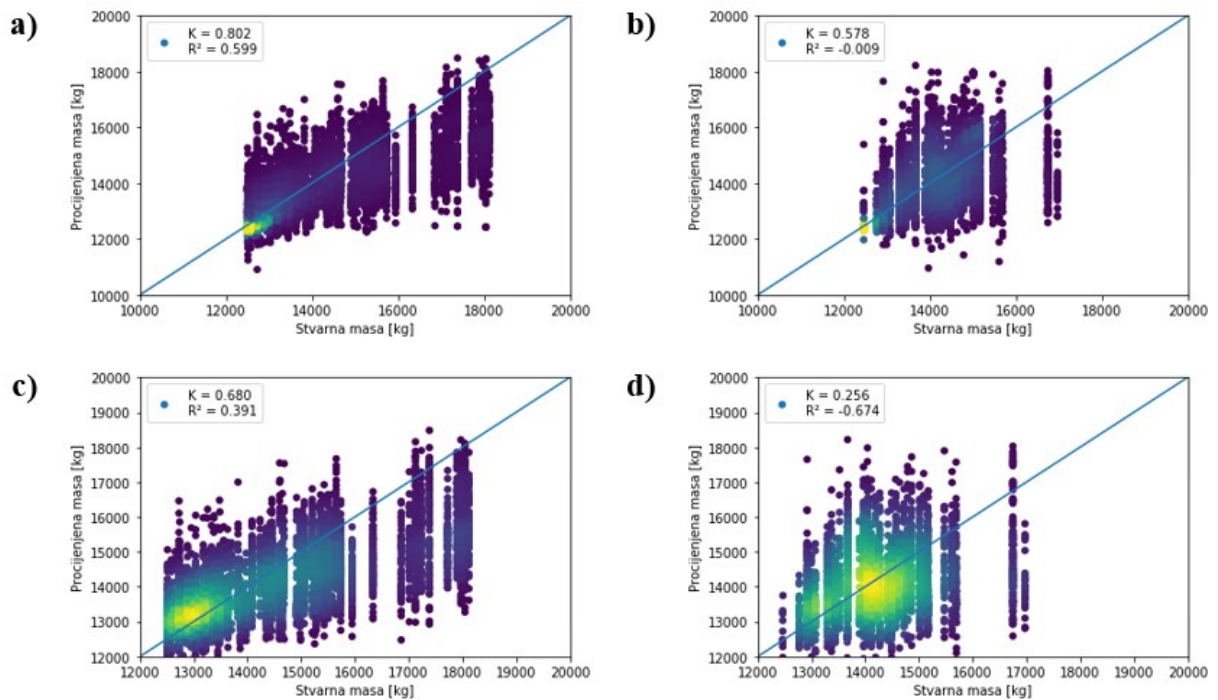 a)
K = 0.802
R² = 0.599
20000
18000
16000
14000
12000
10000
Procijenjena masa [kg]
10000 12000 14000 16000 18000 20000
Stvarna masa [kg]
b)
K = 0.578
R² = -0.009
20000
18000
16000
14000
12000
10000
Procijenjena masa [kg]
10000 12000 14000 16000 18000 20000
Stvarna masa [kg]
c)
K = 0.680
R² = 0.391
20000
19000
18000
17000
16000
15000
14000
13000
12000
Procijenjena masa [kg]
12000 13000 14000 15000 16000 17000 18000 19000 20000
Stvarna masa [kg]
d)
K = 0.256
R² = -0.674
20000
19000
18000
17000
16000
15000
14000
13000
12000
Procijenjena masa [kg]
12000 13000 14000 15000 16000 17000 18000 19000 20000
Stvarna masa [kg]